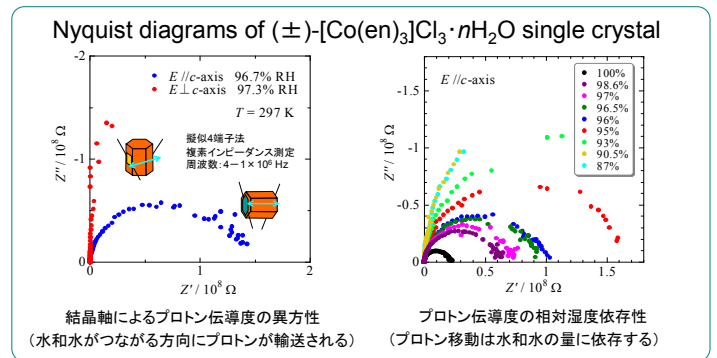 Nyquist diagrams of (±)-[Co(en)₃]Cl₃·nH₂O single crystal
E //c-axis 96.7% RH
E⊥c-axis 97.3% RH
T = 297 K
擬似4端子法
複素インピーダンス測定
周波数:4－1×10⁶ Hz
Z'' / 10⁸ Ω
-2
-1
0
0
1
2
Z' / 10⁸ Ω
結晶軸によるプロトン伝導度の異方性
(水和水がつながる方向にプロトンが輸送される)
E //c-axis
100%
98.6%
97%
96.5%
96%
95%
93%
90.5%
87%
Z'' / 10⁸ Ω
-1.5
-1
-0.5
0
0
0.5
1
1.5
Z' / 10⁸ Ω
プロトン伝導度の相対湿度依存性
(プロトン移動は水和水の量に依存する)